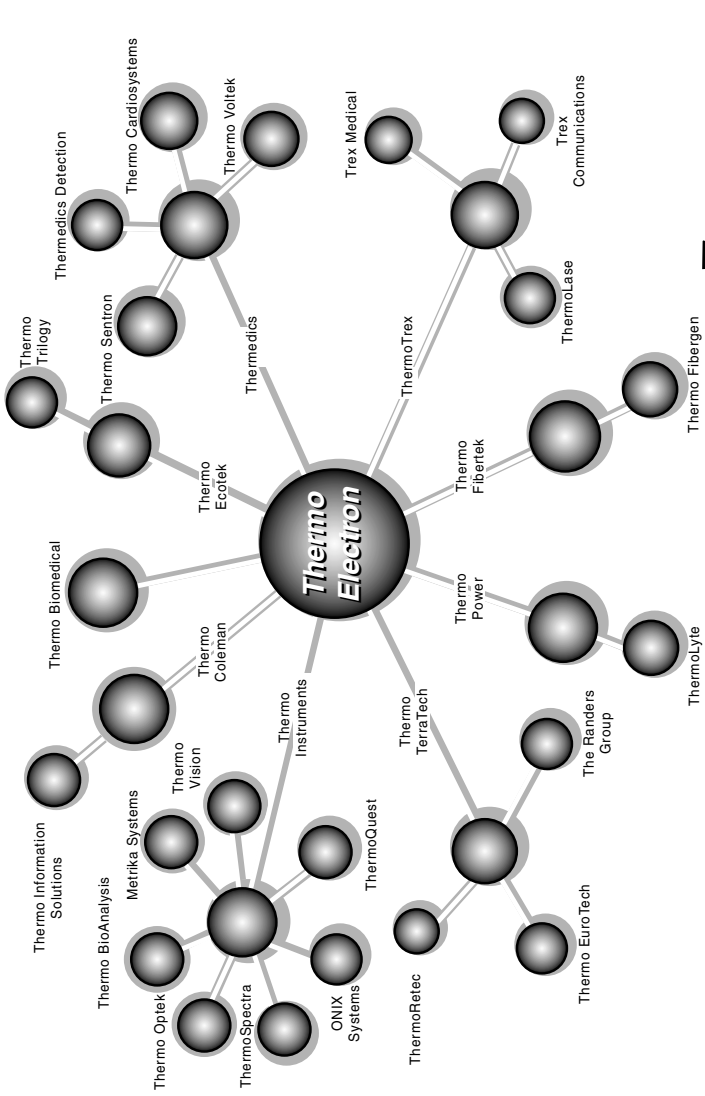 Thermo
Electron
Thermedics
Thermo Cardiosystems
Thermo Voltek
Thermedics Detection
Thermo Sentron
Thermo
Trilogy
Thermo
Ecotek
Thermo Biomedical
Thermo
Coleman
Thermo Information
Solutions
Thermo
Instruments
Thermo
Vision
Metrika Systems
Thermo BioAnalysis
Thermo Optek
ThermoSpectra
ONIX
Systems
ThermoQuest
Thermo
TerraTech
The Randers
Group
Thermo EuroTech
ThermoRetec
Thermo
Power
ThermoLyte
Thermo
Fibertek
Thermo Fibergen
ThermoTrex
Trex Medical
Trex
Communications
ThermoLase